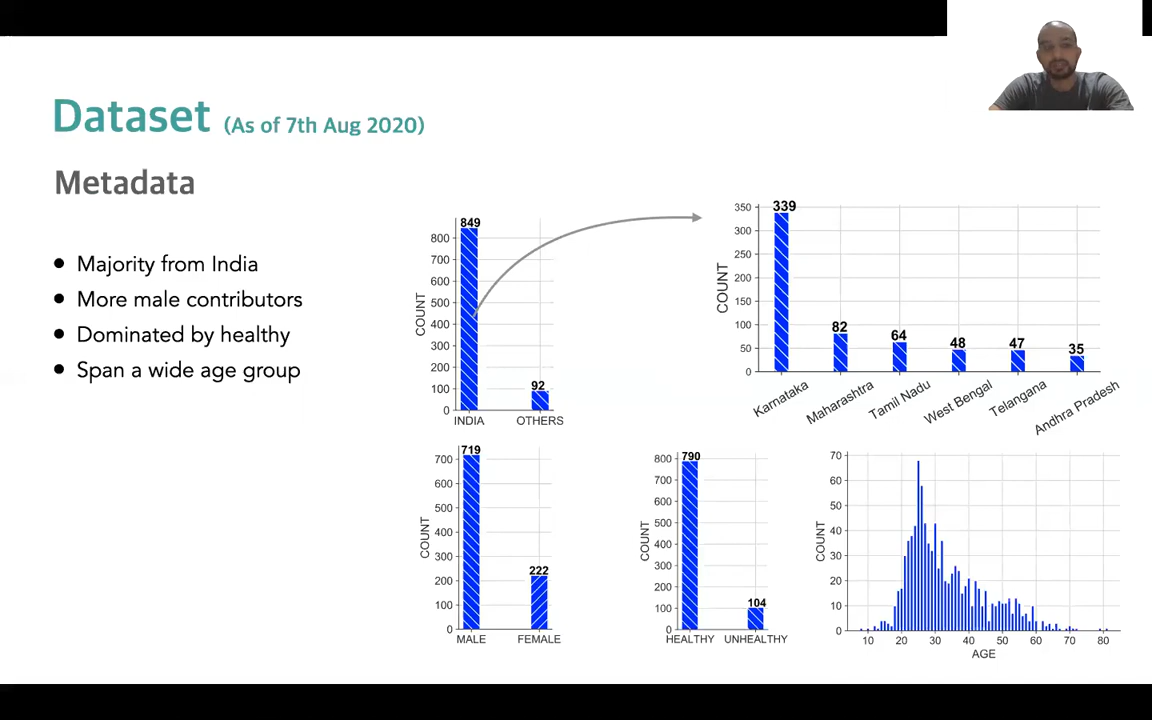 Dataset (As of 7th Aug 2020)
Metadata
Majority from India
More male contributors
Dominated by healthy
Span a wide age group
849
800
700
600
500
400
300
200
100
0
COUNT
92
INDIA OTHERS
339
350
300
250
200
150
100
50
0
COUNT
82
64
48
47
35
Karnataka
Maharashtra
Tamil Nadu
West Bengal
Telangana
Andhra Pradesh
719
700
600
500
400
300
200
100
0
COUNT
222
MALE FEMALE
790
800
700
600
500
400
300
200
100
0
COUNT
104
HEALTHY UNHEALTHY
70
60
50
40
30
20
10
0
COUNT
10 20 30 40 50 60 70 80
AGE